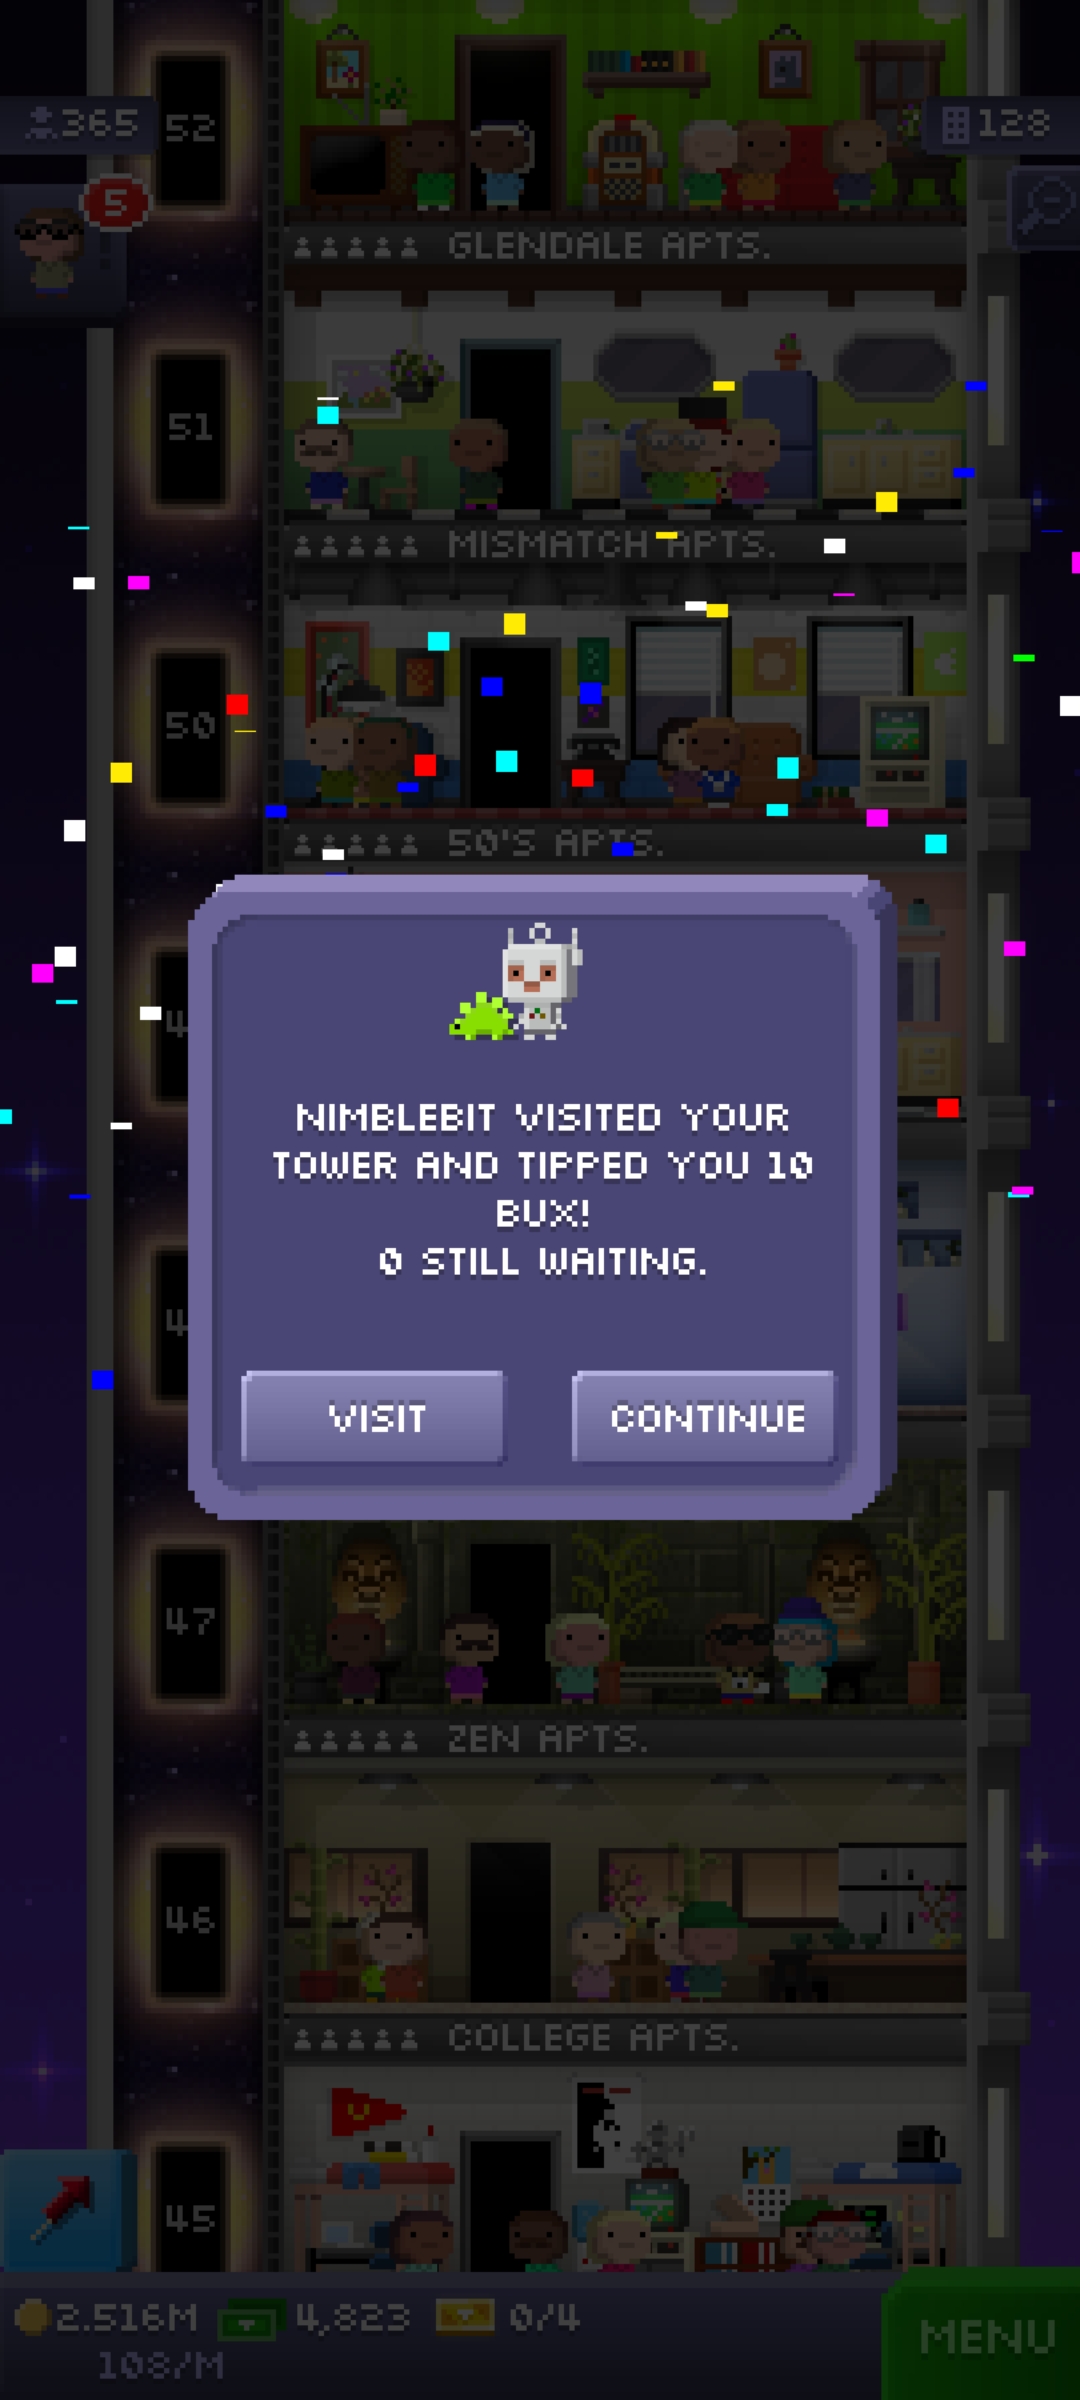 365
52
128
5
GLENDALE APTS.
51
MISMATCH APTS.
50
50'S APTS.
4
NIMBLEBIT VISITED YOUR
TOWER AND TIPPED YOU 10
BUX!
0 STILL WAITING.
4
VISIT
CONTINUE
47
ZEN APTS.
46
COLLEGE APTS.
45
2.516M
4,823
0/4
MENU
108/M